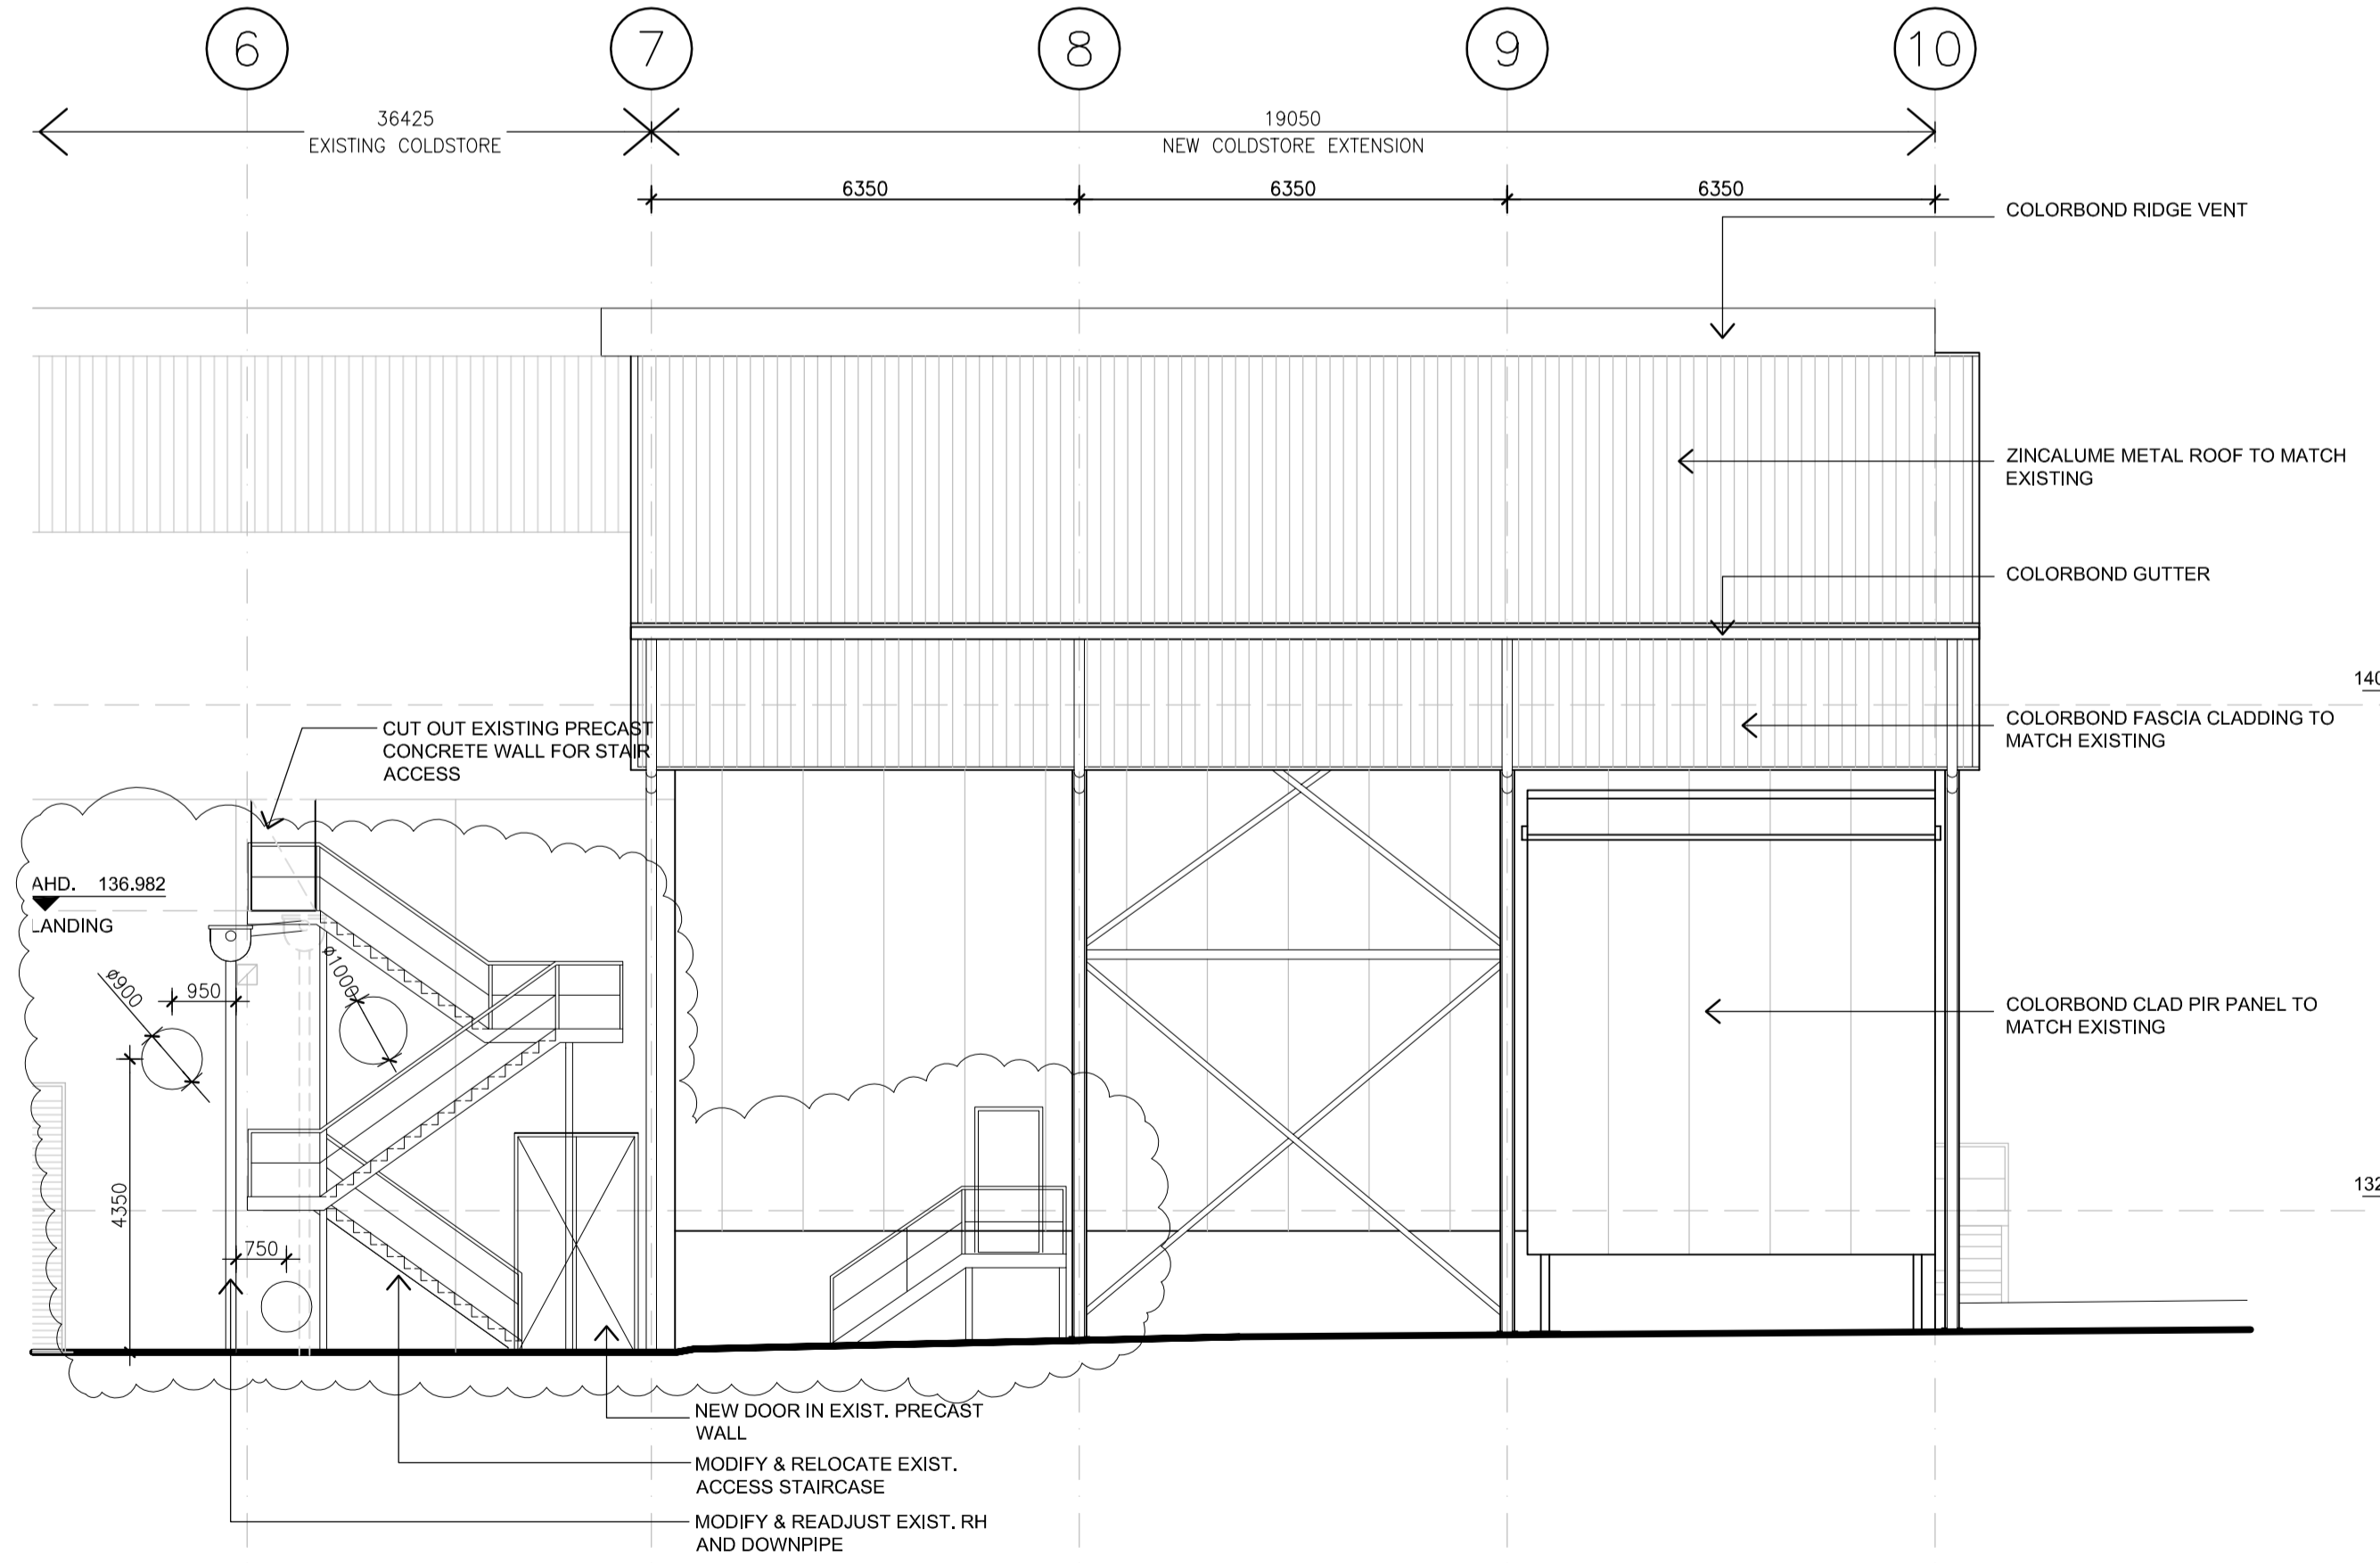 6 7 8 9 10
36425 19050
EXISTING COLDSTORE NEW COLDSTORE EXTENSION
6350 6350 6350
COLORBOND RIDGE VENT
ZINCALUME METAL ROOF TO MATCH
EXISTING
COLORBOND GUTTER
140
COLORBOND FASCIA CLADDING TO
MATCH EXISTING
CUT OUT EXISTING PRECAST
CONCRETE WALL FOR STAIR
ACCESS
AHD. 136.982
LANDING
ø900
950
ø1000
COLORBOND CLAD PIR PANEL TO
MATCH EXISTING
4350
132
750
NEW DOOR IN EXIST. PRECAST
WALL
MODIFY & RELOCATE EXIST.
ACCESS STAIRCASE
MODIFY & READJUST EXIST. RH
AND DOWNPIPE